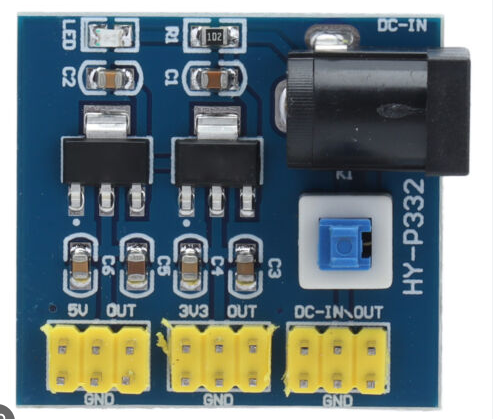 DC-IN
LED
R1
102
C2
C1
K1
HY-P332
C6
C5
C4
C3
5V OUT
3V3 OUT
DC-IN\OUT
GND
GND
GND